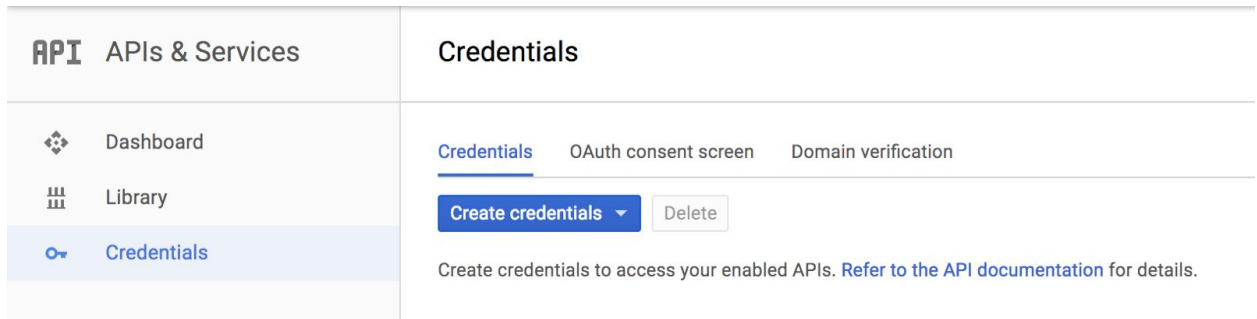 API APIs & Services
Credentials
Dashboard
Library
Credentials
Credentials OAuth consent screen Domain verification
Create credentials Delete
Create credentials to access your enabled APIs. Refer to the API documentation for details.